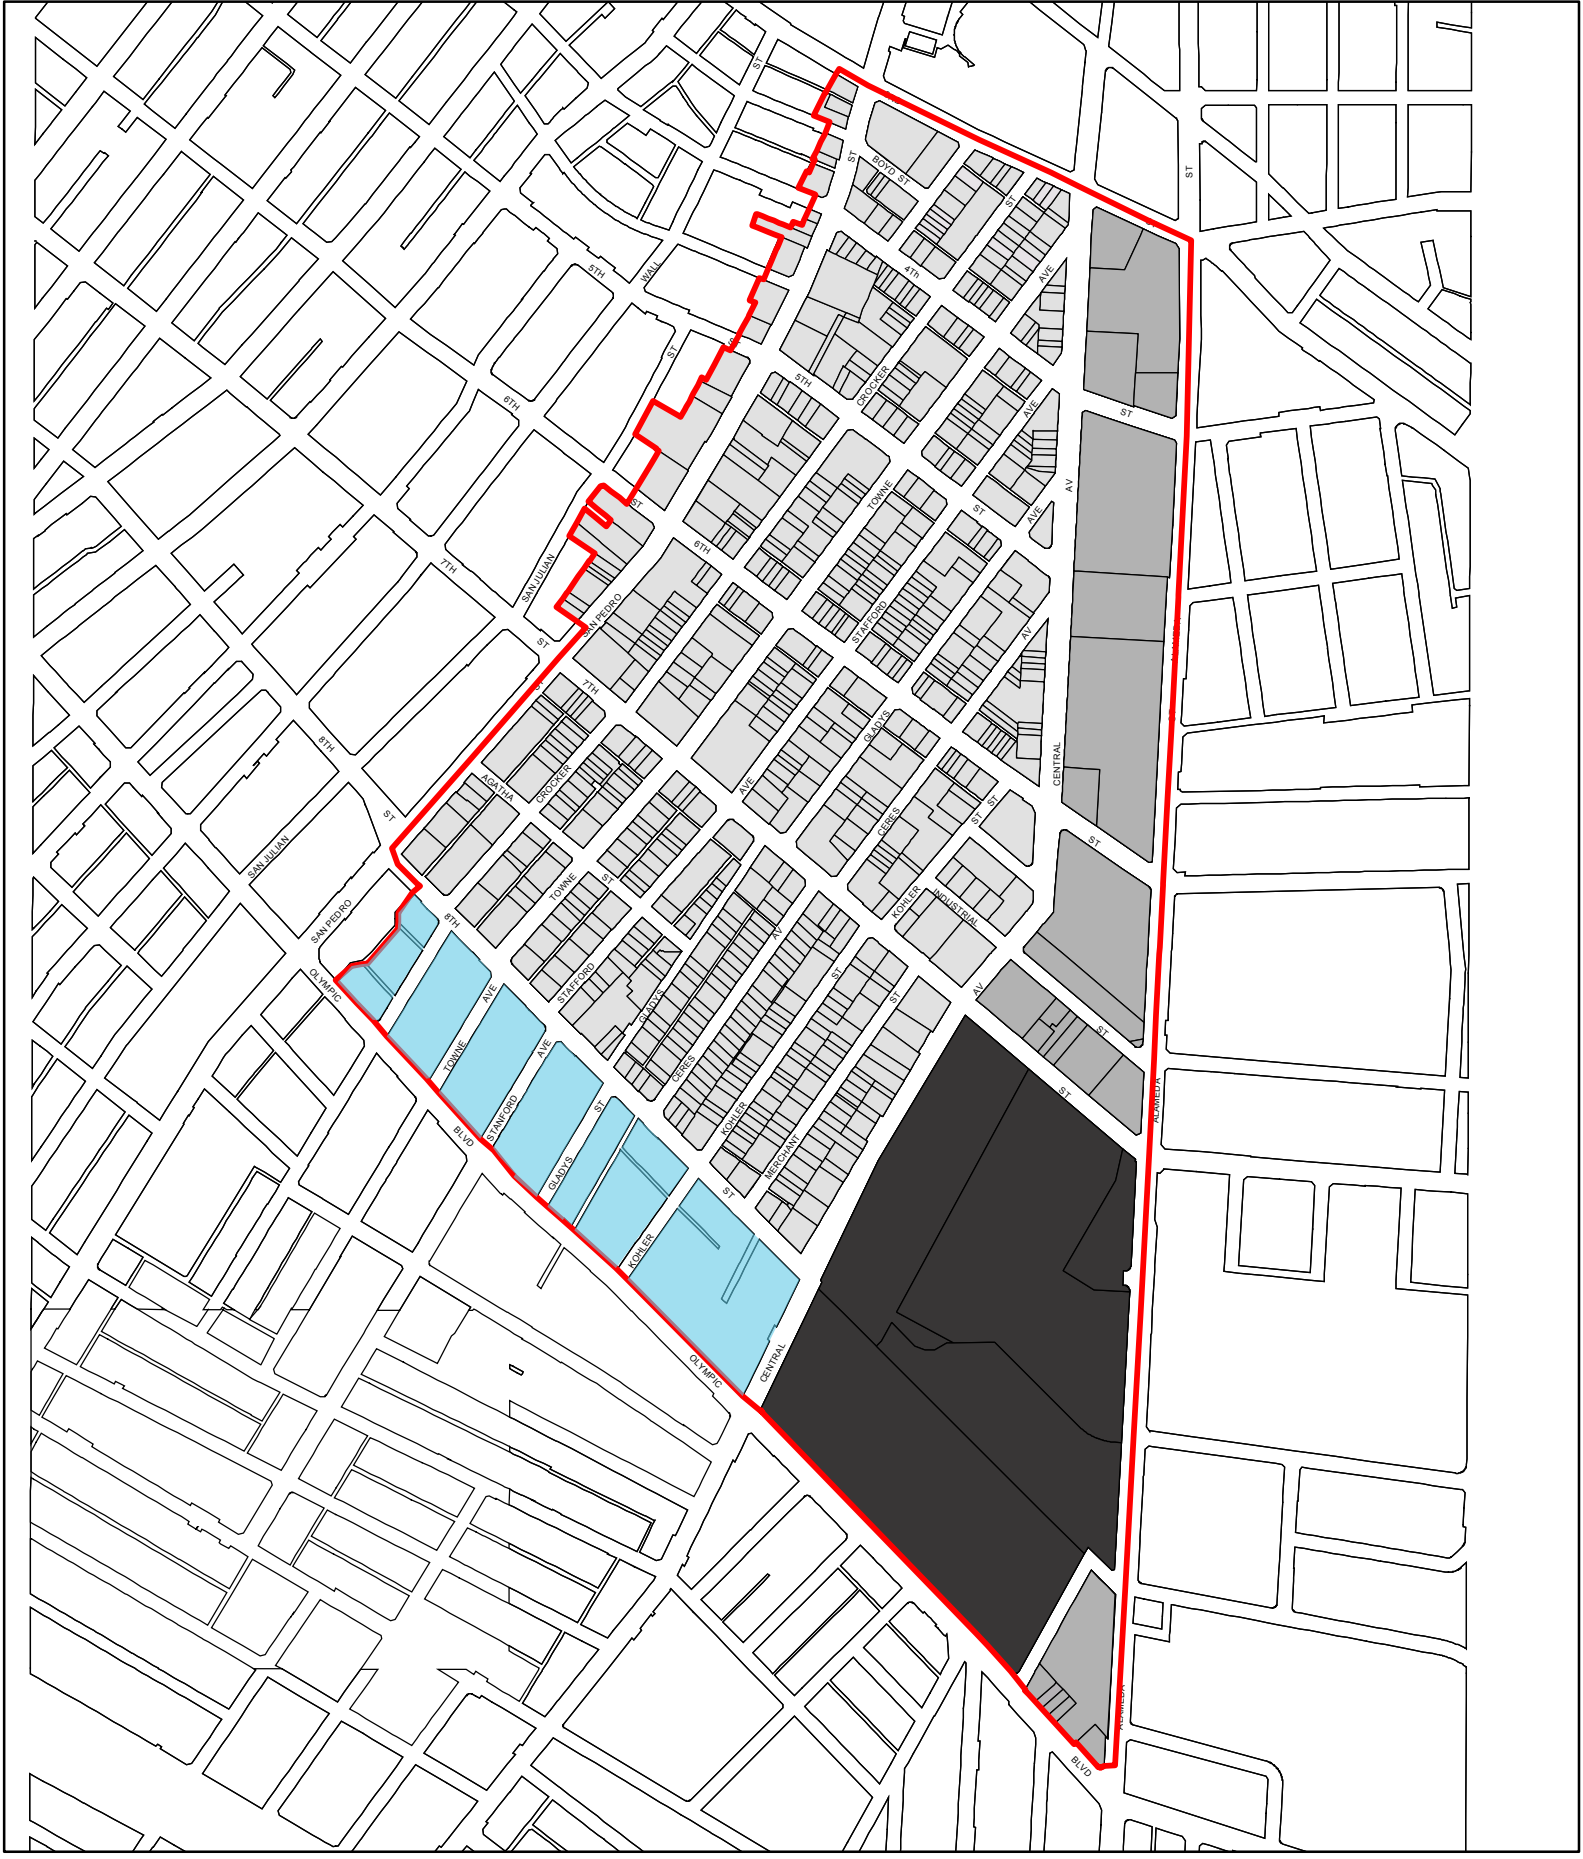 ST
ST
ST
BOYD ST
ST
WALL
5TH
4Th
AVE
ST
5TH
CROCKER
AVE
ST
6TH
AV
TOWNE
ST
ST
AVE
6TH
7TH
SAN JULIAN
SAN PEDRO
STAFFORD
AV
ST
7TH
GLADYS
8TH
CENTRAL
AGATHA
CROCKER
AVE
ST
ST
ST
CERES
ST
SAN JULIAN
TOWNE
ST
KOHLER
INDUSTRIAL
SAN PEDRO
8TH
AV
OLYMPIC
STAFFORD
ST
AV
AVE
ST
GLADYS
ST
AVE
TOWNE
CERES
ST
ALAMEDA
ST
STANFORD
KOHLER
BLVD
MERCHANT
GLADYS
ST
KOHLER
OLYMPIC
CENTRAL
BLVD